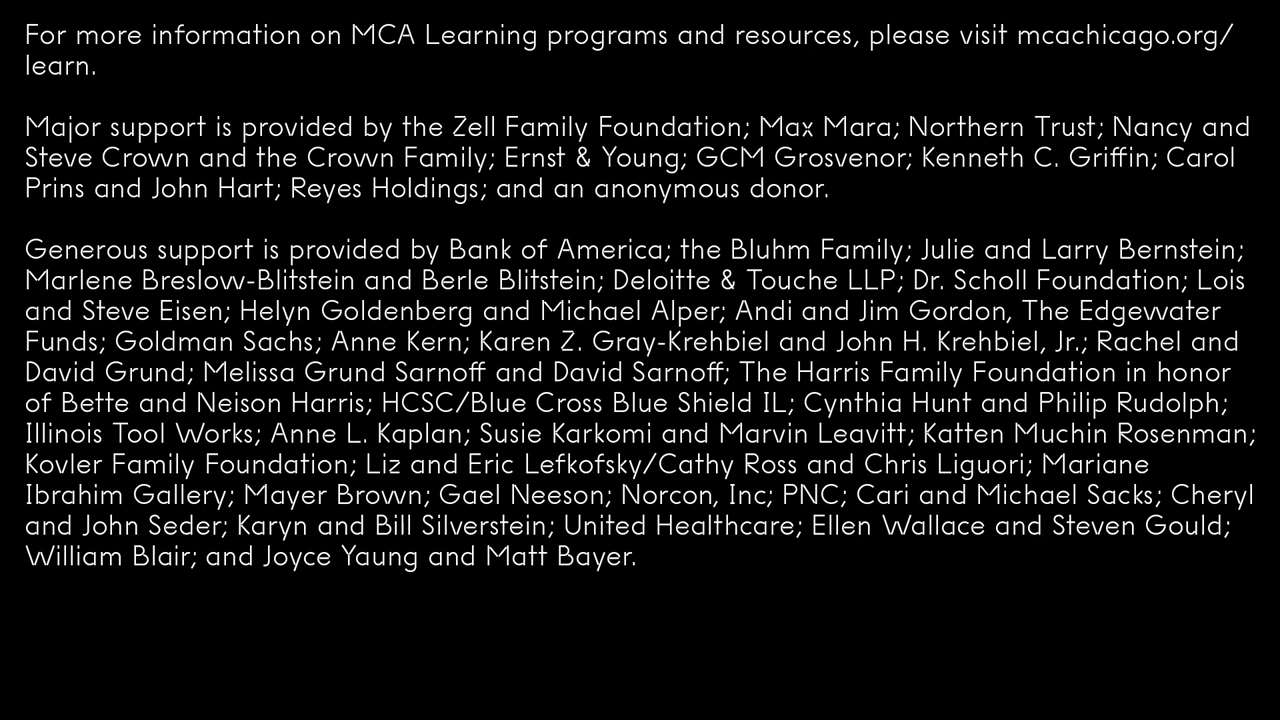 For more information on MCA Learning programs and resources, please visit mcachicago.org/
learn.
Major support is provided by the Zell Family Foundation; Max Mara; Northern Trust; Nancy and
Steve Crown and the Crown Family; Ernst & Young; GCM Grosvenor; Kenneth C. Griffin; Carol
Prins and John Hart; Reyes Holdings; and an anonymous donor.
Generous support is provided by Bank of America; the Bluhm Family; Julie and Larry Bernstein;
Marlene Breslow-Blitstein and Berle Blitstein; Deloitte & Touche LLP; Dr. Scholl Foundation; Lois
and Steve Eisen; Helyn Goldenberg and Michael Alper; Andi and Jim Gordon, The Edgewater
Funds; Goldman Sachs; Anne Kern; Karen Z. Gray-Krehbiel and John H. Krehbiel, Jr.; Rachel and
David Grund; Melissa Grund Sarnoff and David Sarnoff; The Harris Family Foundation in honor
of Bette and Neison Harris; HCSC/Blue Cross Blue Shield IL; Cynthia Hunt and Philip Rudolph;
Illinois Tool Works; Anne L. Kaplan; Susie Karkomi and Marvin Leavitt; Katten Muchin Rosenman;
Kovler Family Foundation; Liz and Eric Lefkofsky/Cathy Ross and Chris Liguori; Mariane
Ibrahim Gallery; Mayer Brown; Gael Neeson; Norcon, Inc; PNC; Cari and Michael Sacks; Cheryl
and John Seder; Karyn and Bill Silverstein; United Healthcare; Ellen Wallace and Steven Gould;
William Blair; and Joyce Yaung and Matt Bayer.